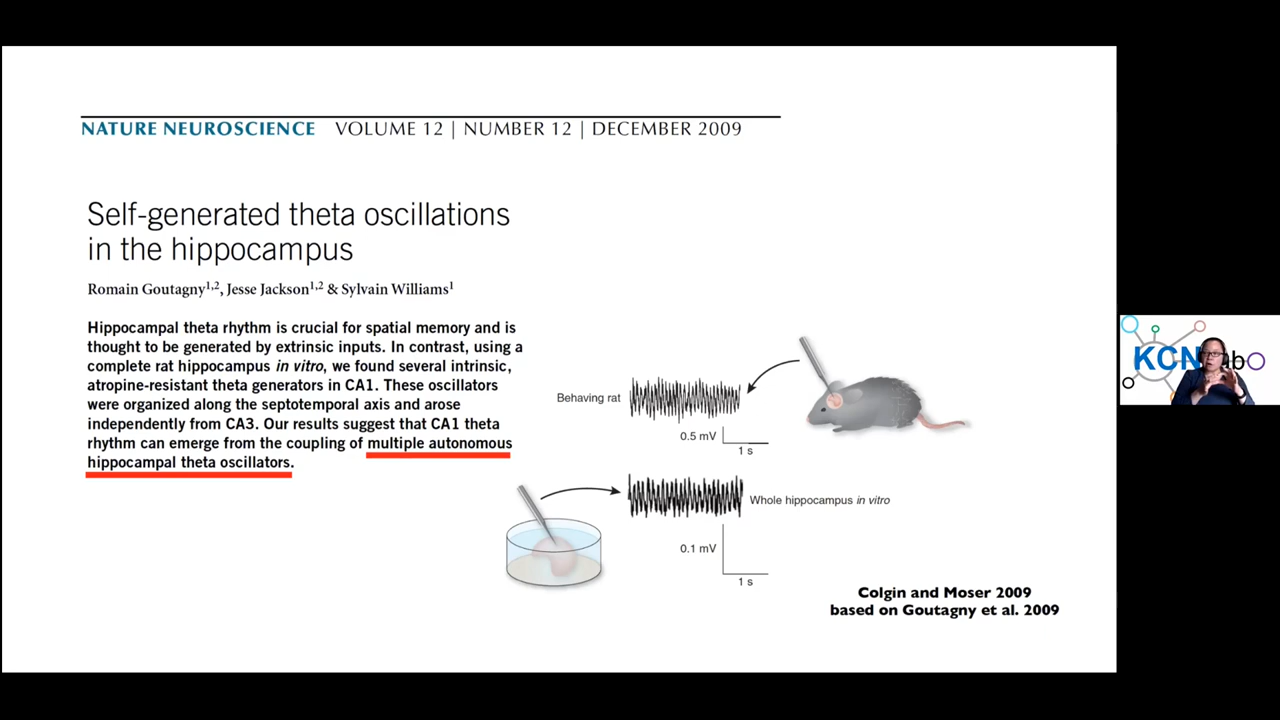 NATURE NEUROSCIENCE VOLUME 12 | NUMBER 12 | DECEMBER 2009
Self-generated theta oscillations
in the hippocampus
Romain Goutagny1,2, Jesse Jackson1,2 & Sylvain Williams1
Hippocampal theta rhythm is crucial for spatial memory and is
thought to be generated by extrinsic inputs. In contrast, using a
complete rat hippocampus in vitro, we found several intrinsic,
atropine-resistant theta generators in CA1. These oscillators
were organized along the septotemporal axis and arose
independently from CA3. Our results suggest that CA1 theta
rhythm can emerge from the coupling of multiple autonomous
hippocampal theta oscillators.
Behaving rat
0.5 mV
1 s
Whole hippocampus in vitro
0.1 mV
1 s
Colgin and Moser 2009
based on Goutagny et al. 2009
KCN